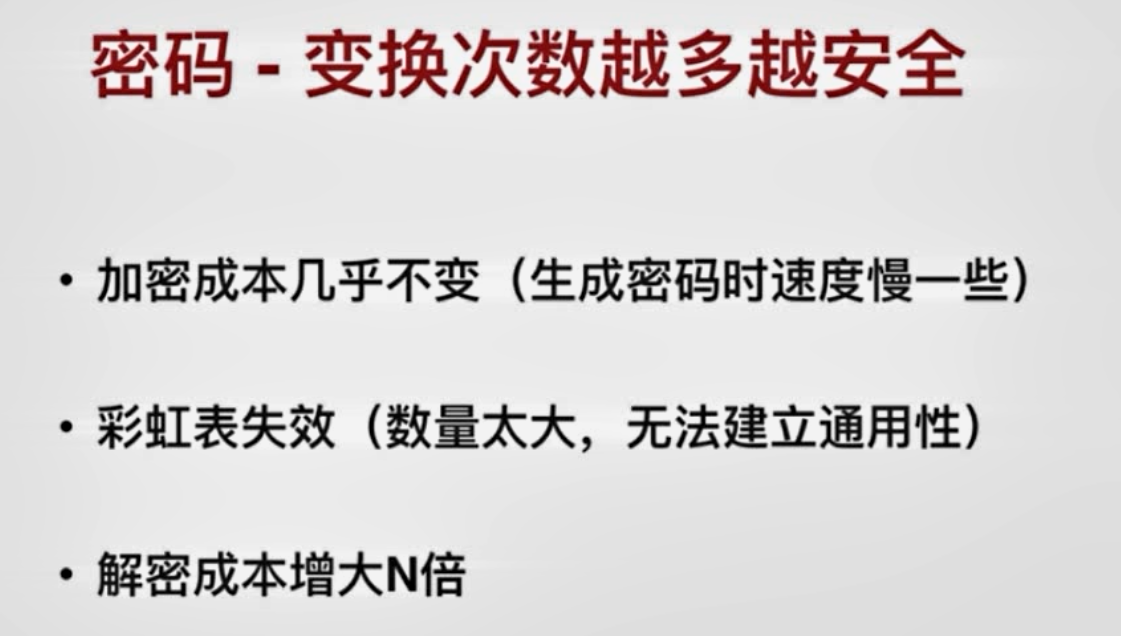 密码 - 变换次数越多越安全
• 加密成本几乎不变（生成密码时速度慢一些）
• 彩虹表失效（数量太大，无法建立通用性）
• 解密成本增大N倍